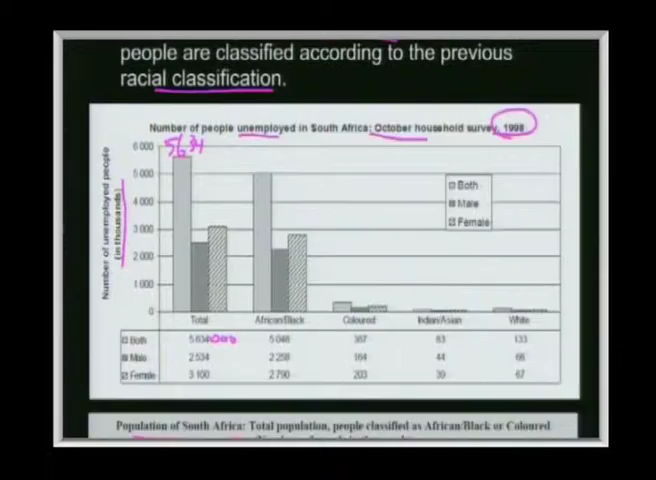 people are classified according to the previous
racial classification.
Number of people unemployed in South Africa: October household survey, 1998
5634
Number of unemployed people
(in thousands)
6 000
5 000
4 000
3 000
2 000
1 000
0
Both
Male
Female
Total African/Black Coloured Indian/Asian White
Both 5 634 000 5 048 367 83 133
Male 2 534 2 258 164 44 66
Female 3 100 2 790 203 39 67
Population of South Africa: Total population, people classified as African/Black or Coloured